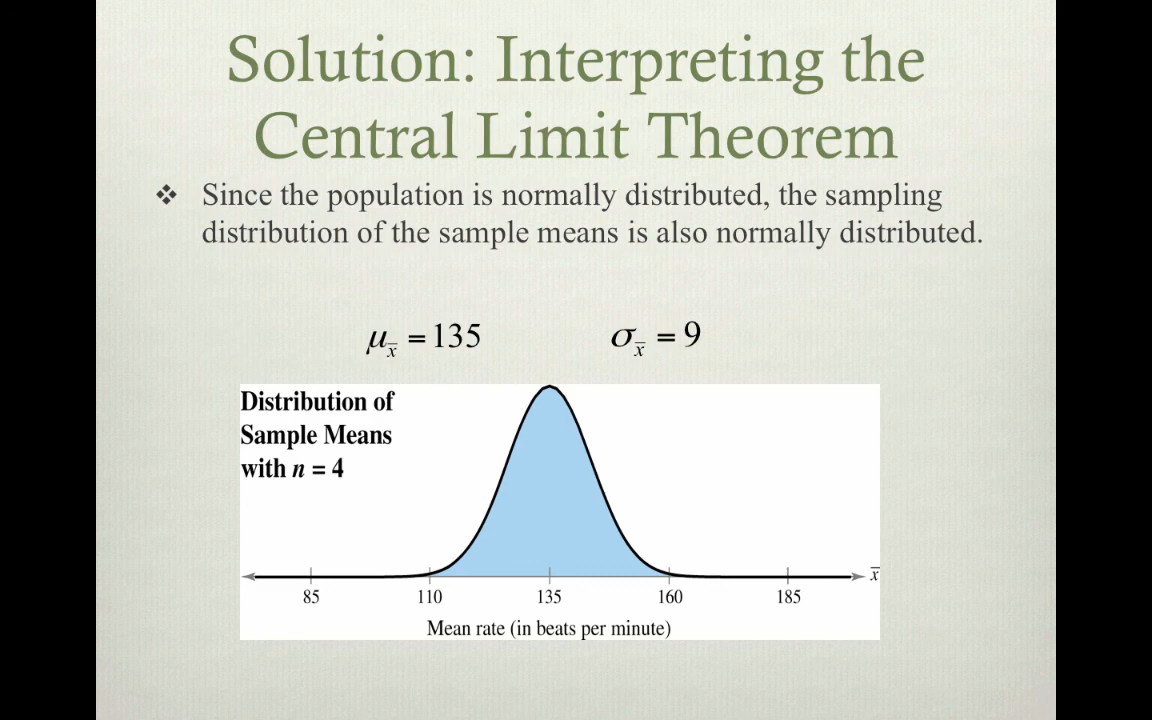 Solution: Interpreting the
Central Limit Theorem
❖ Since the population is normally distributed, the sampling
distribution of the sample means is also normally distributed.
μx̅ = 135 σx̅ = 9
Distribution of
Sample Means
with n = 4
x̅
85 110 135 160 185
Mean rate (in beats per minute)